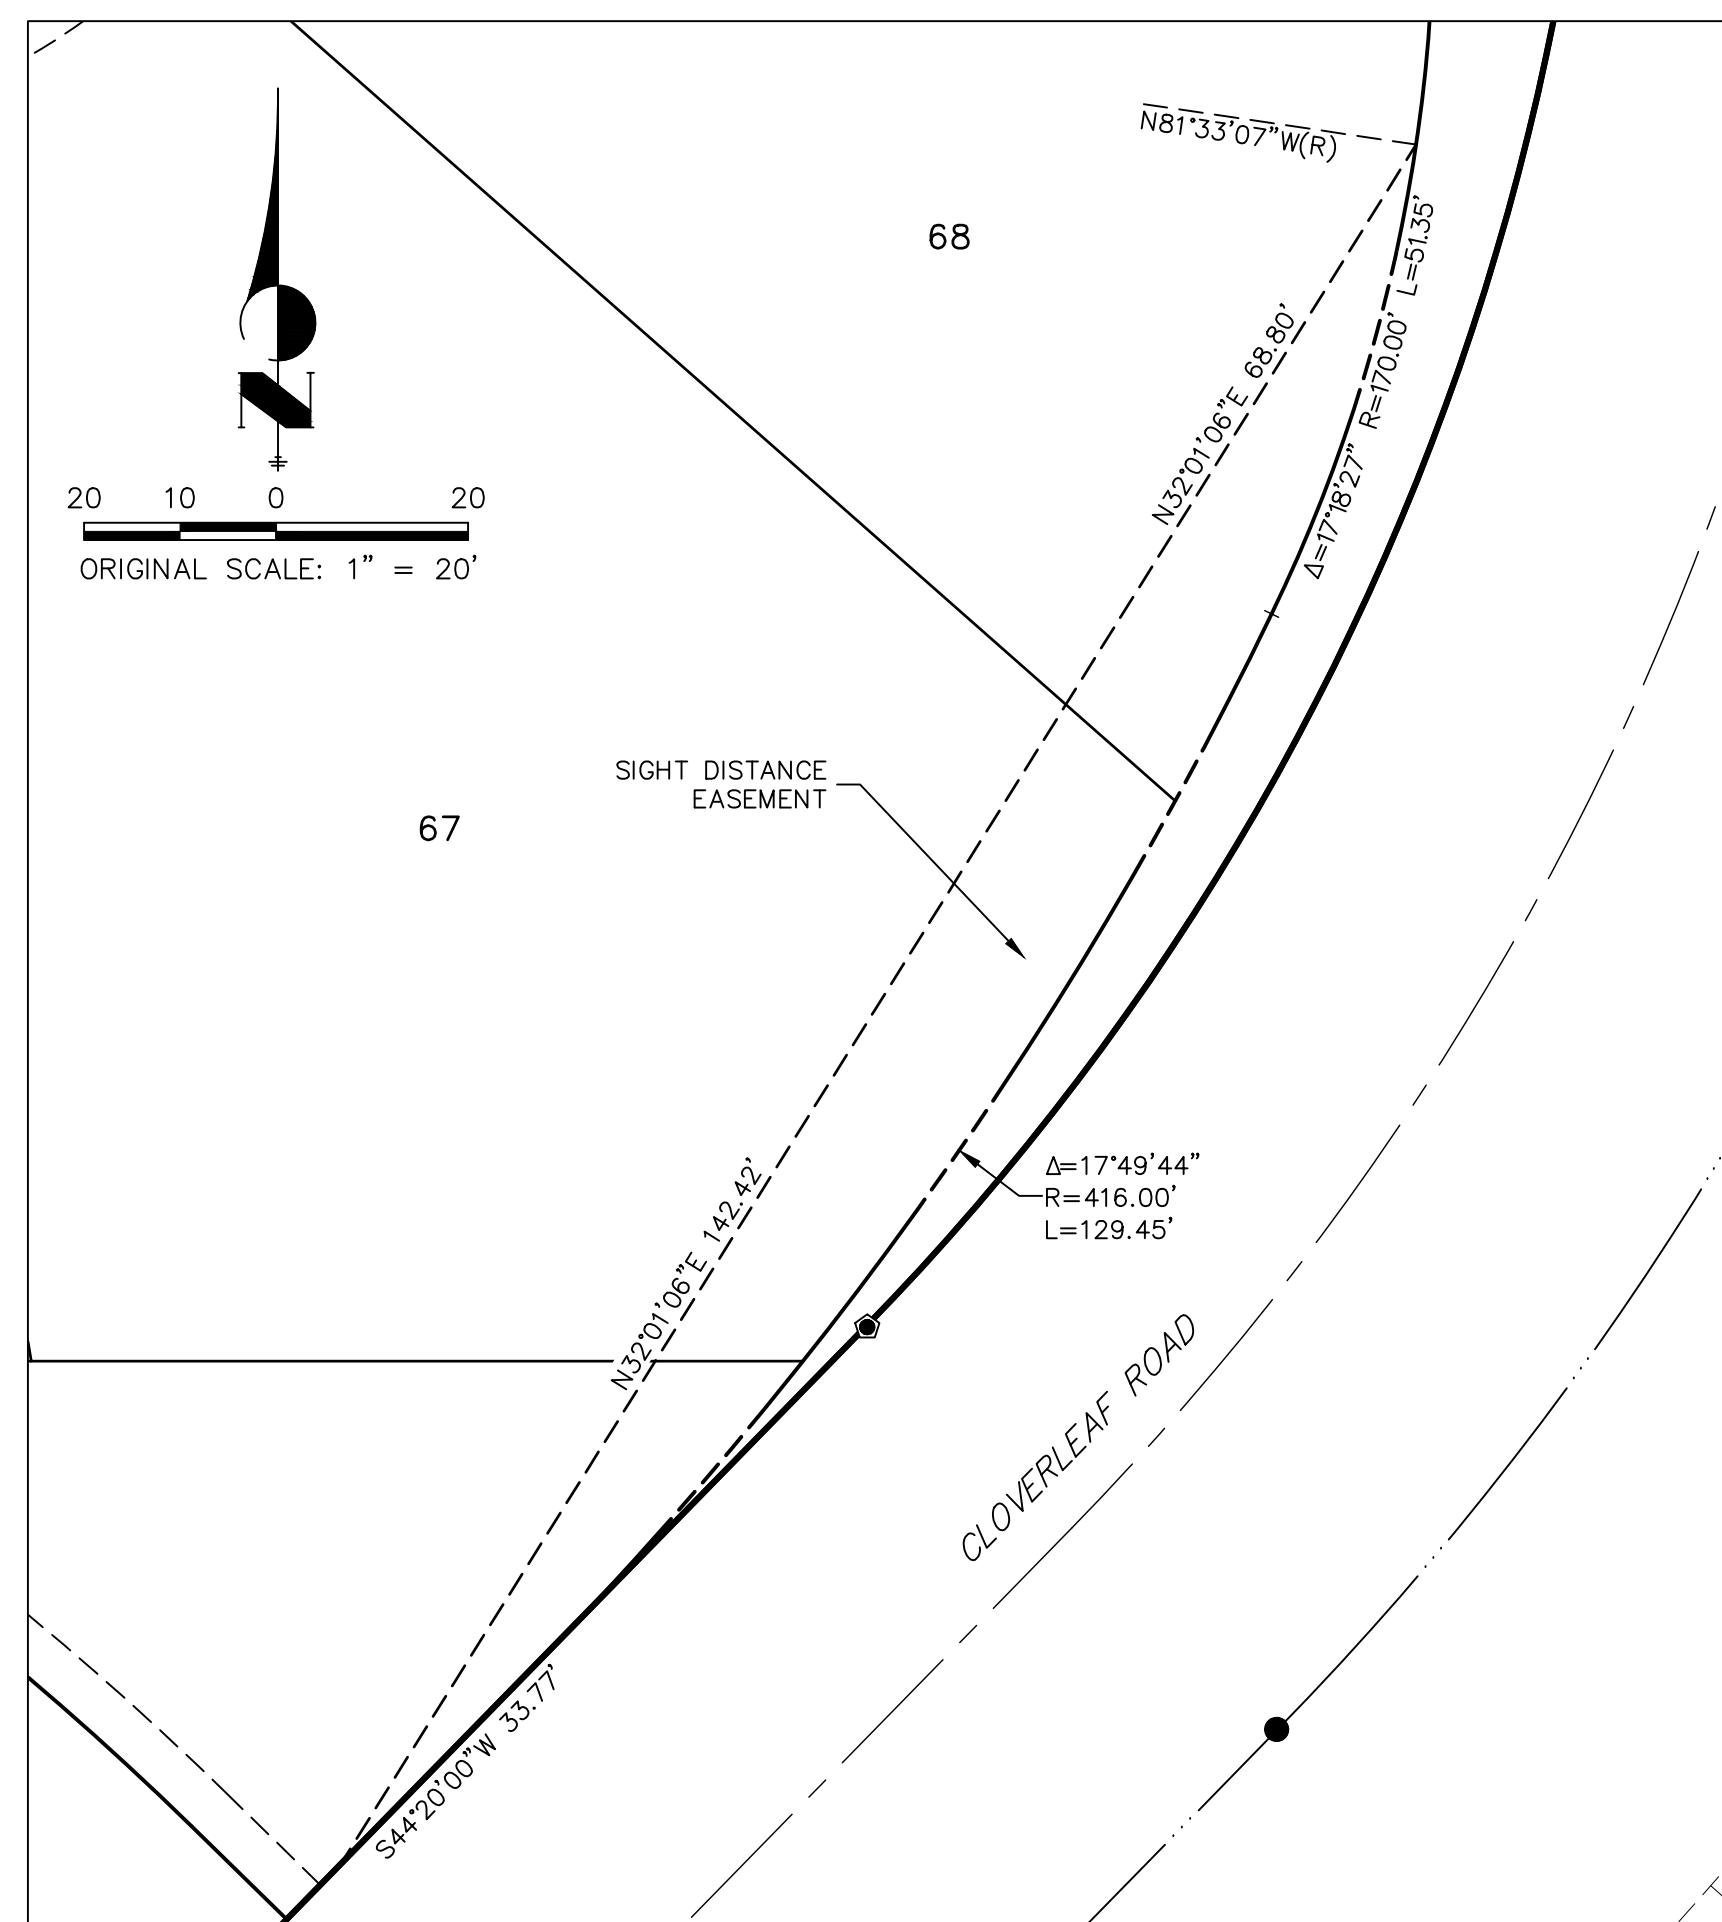 N81°33'07"W(R)
68
L=51.35'
R=170.00'
Δ=17°18'27"
N32°01'06"E 68.80'
N
20 10 0 20
ORIGINAL SCALE: 1" = 20'
SIGHT DISTANCE
EASEMENT
67
Δ=17°49'44"
R=416.00'
L=129.45'
N32°01'06"E 142.42'
CLOVERLEAF ROAD
S44°20'00"W 33.77'